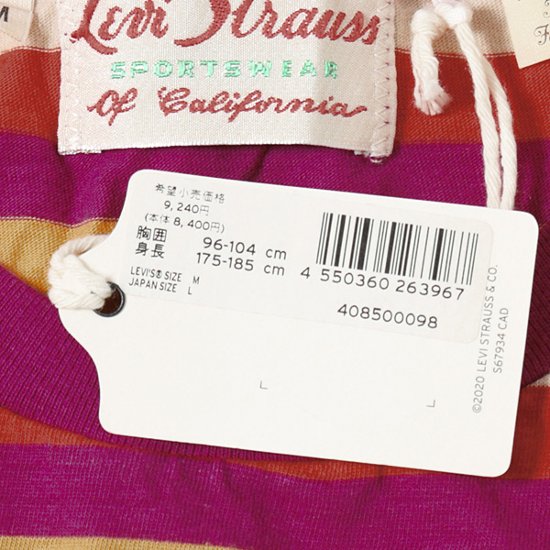 M
Levi Strauss
SPORTSWEAR
Of California
希望小売価格
9,240円
(本体 8,400円)
胸囲 96-104 cm
身長 175-185 cm
LEVI'S® SIZE M
JAPAN SIZE L
4 550360 263967
408500098
©2020 LEVI STRAUSS & CO.
S67934 CAD